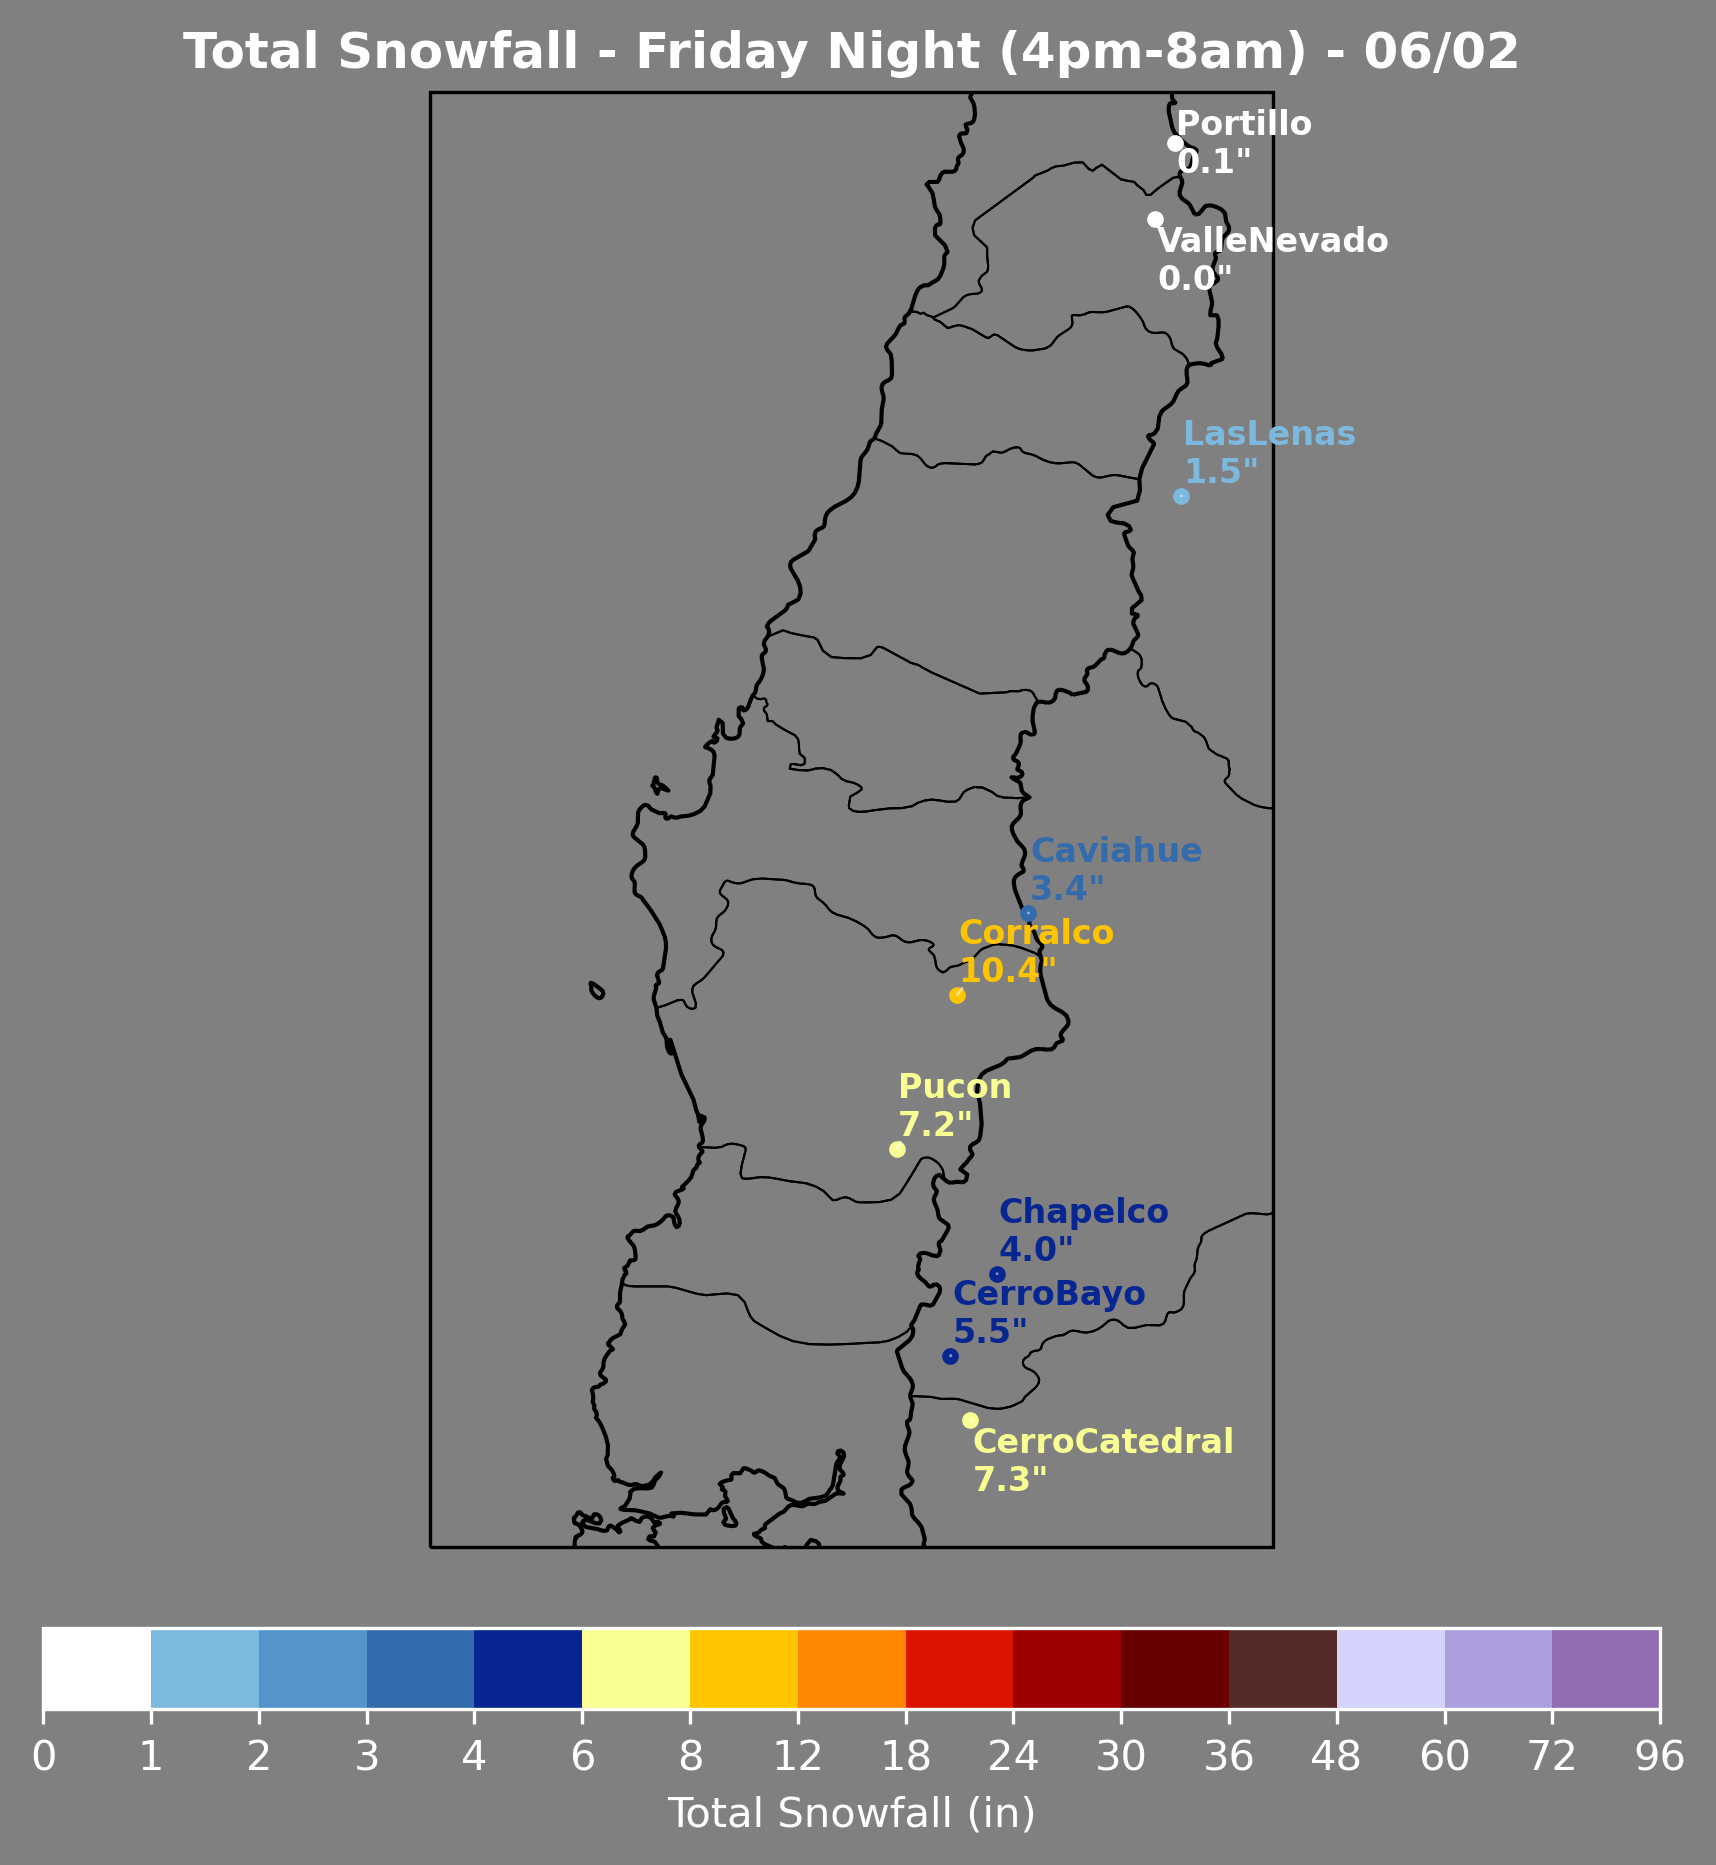 Total Snowfall - Friday Night (4pm-8am) - 06/02
Portillo
0.1"
ValleNevado
0.0"
LasLenas
1.5"
Caviahue
3.4"
Corralco
10.4"
Pucon
7.2"
Chapelco
4.0"
CerroBayo
5.5"
CerroCatedral
7.3"
0 1 2 3 4 6 8 12 18 24 30 36 48 60 72 96
Total Snowfall (in)